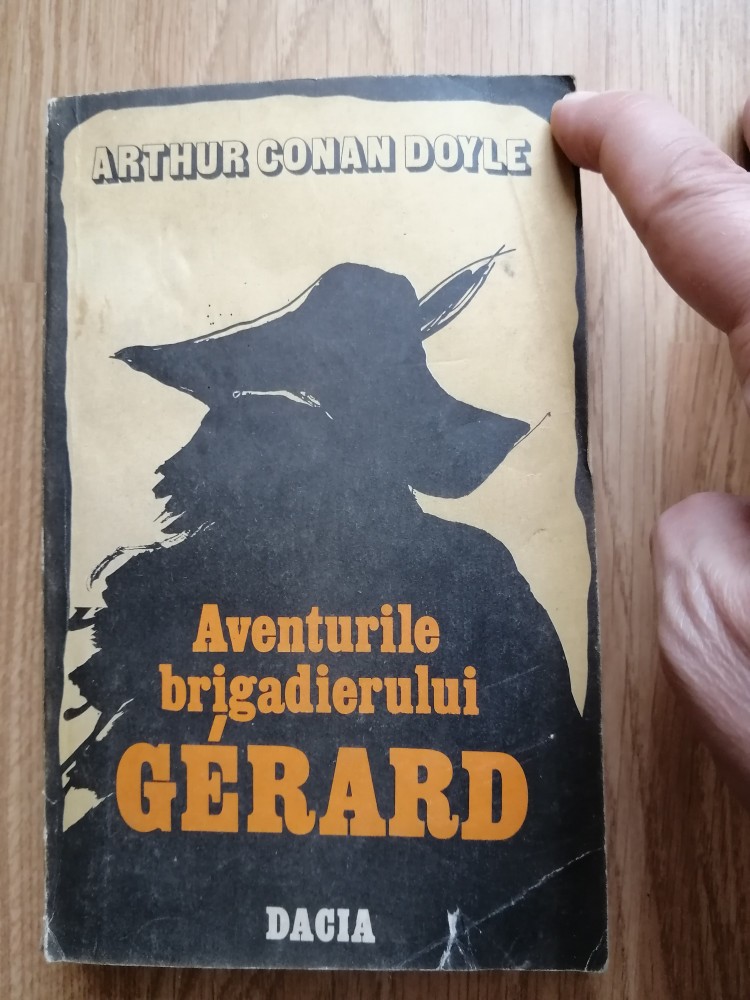 ARTHUR CONAN DOYLE
Aventurile
brigadierului
GÉRARD
DACIA